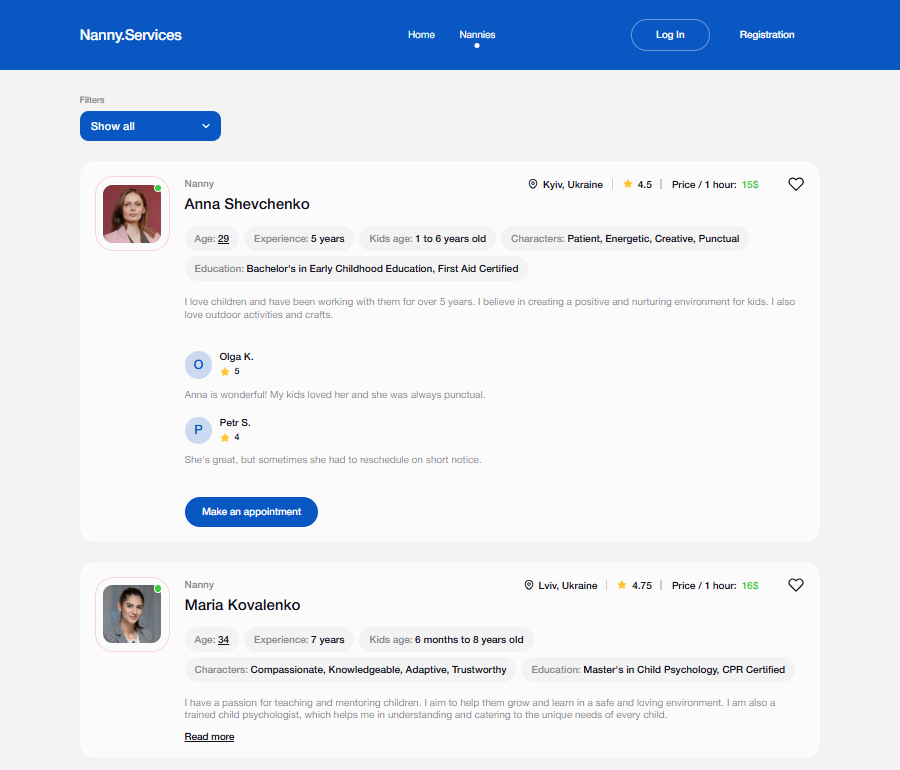 Nanny.Services
Home
Nannies
Log In
Registration
Filters
Show all
Nanny
Kyiv, Ukraine
4.5
Price / 1 hour: 15$
Anna Shevchenko
Age: 29
Experience: 5 years
Kids age: 1 to 6 years old
Characters: Patient, Energetic, Creative, Punctual
Education: Bachelor's in Early Childhood Education, First Aid Certified
I love children and have been working with them for over 5 years. I believe in creating a positive and nurturing environment for kids. I also
love outdoor activities and crafts.
O
Olga K.
5
Anna is wonderful! My kids loved her and she was always punctual.
P
Petr S.
4
She's great, but sometimes she had to reschedule on short notice.
Make an appointment
Nanny
Lviv, Ukraine
4.75
Price / 1 hour: 16$
Maria Kovalenko
Age: 34
Experience: 7 years
Kids age: 6 months to 8 years old
Characters: Compassionate, Knowledgeable, Adaptive, Trustworthy
Education: Master's in Child Psychology, CPR Certified
I have a passion for teaching and mentoring children. I aim to help them grow and learn in a safe and loving environment. I am also a
trained child psychologist, which helps me in understanding and catering to the unique needs of every child.
Read more